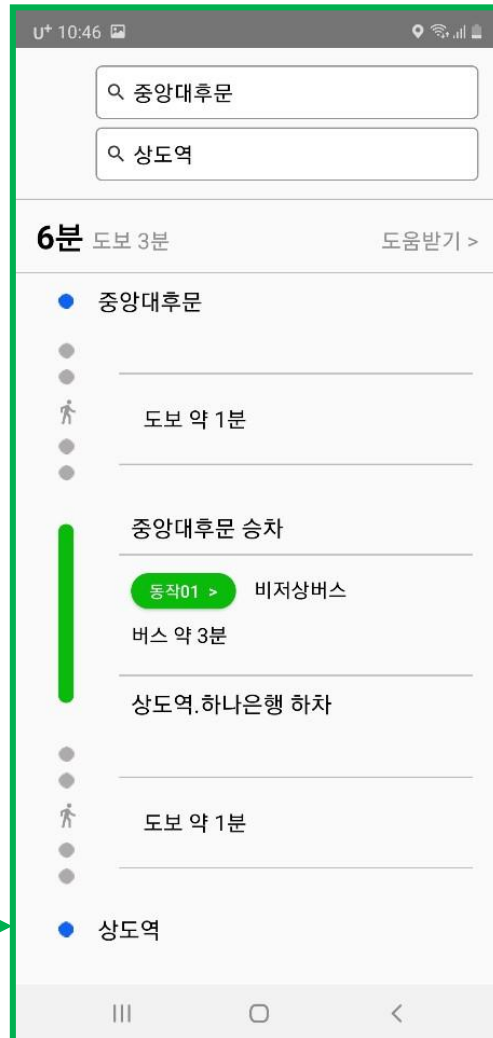 U+ 10:46
중앙대후문
상도역
6분 도보 3분 도움받기 >
중앙대후문
도보 약 1분
중앙대후문 승차
동작01 > 비저상버스
버스 약 3분
상도역.하나은행 하차
도보 약 1분
상도역